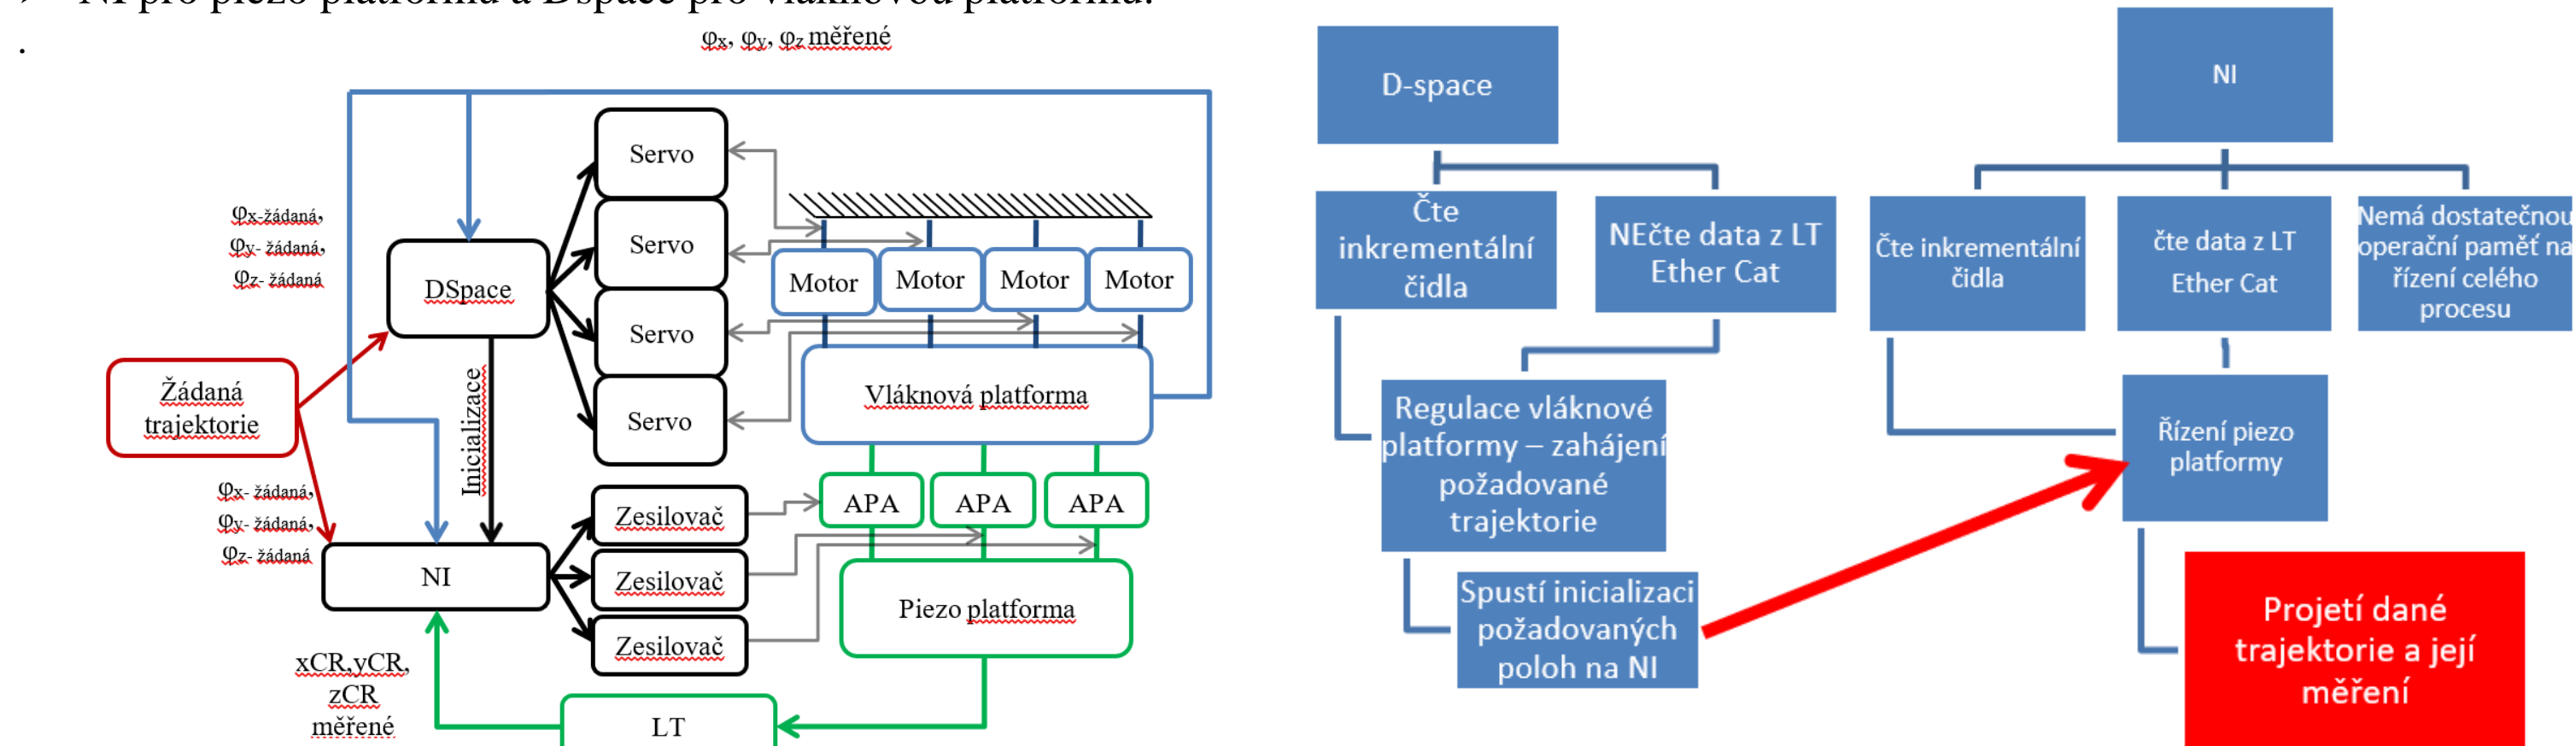 NI pro piezo platformu a Dspace pro vláknovou platformu.
.
φx, φy, φz měřené
φx-žádaná,
φy- žádaná,
φz- žádaná
DSpace
Servo
Servo
Servo
Servo
Motor
Motor
Motor
Motor
Vláknová platforma
Žádaná
trajektorie
Inicializace
φx- žádaná,
φy- žádaná,
φz- žádaná
NI
Zesilovač
Zesilovač
Zesilovač
APA
APA
APA
Piezo platforma
xCR,yCR,
zCR
měřené
LT
D-space
Čte
inkrementální
čidla
NEčte data z LT
Ether Cat
Regulace vláknové
platformy – zahájení
požadované
trajektorie
Spustí inicializaci
požadovaných
poloh na NI
NI
Čte inkrementální
čidla
čte data z LT
Ether Cat
Nemá dostatečnou
operační paměť na
řízení celého
procesu
Řízení piezo
platformy
Projetí dané
trajektorie a její
měření